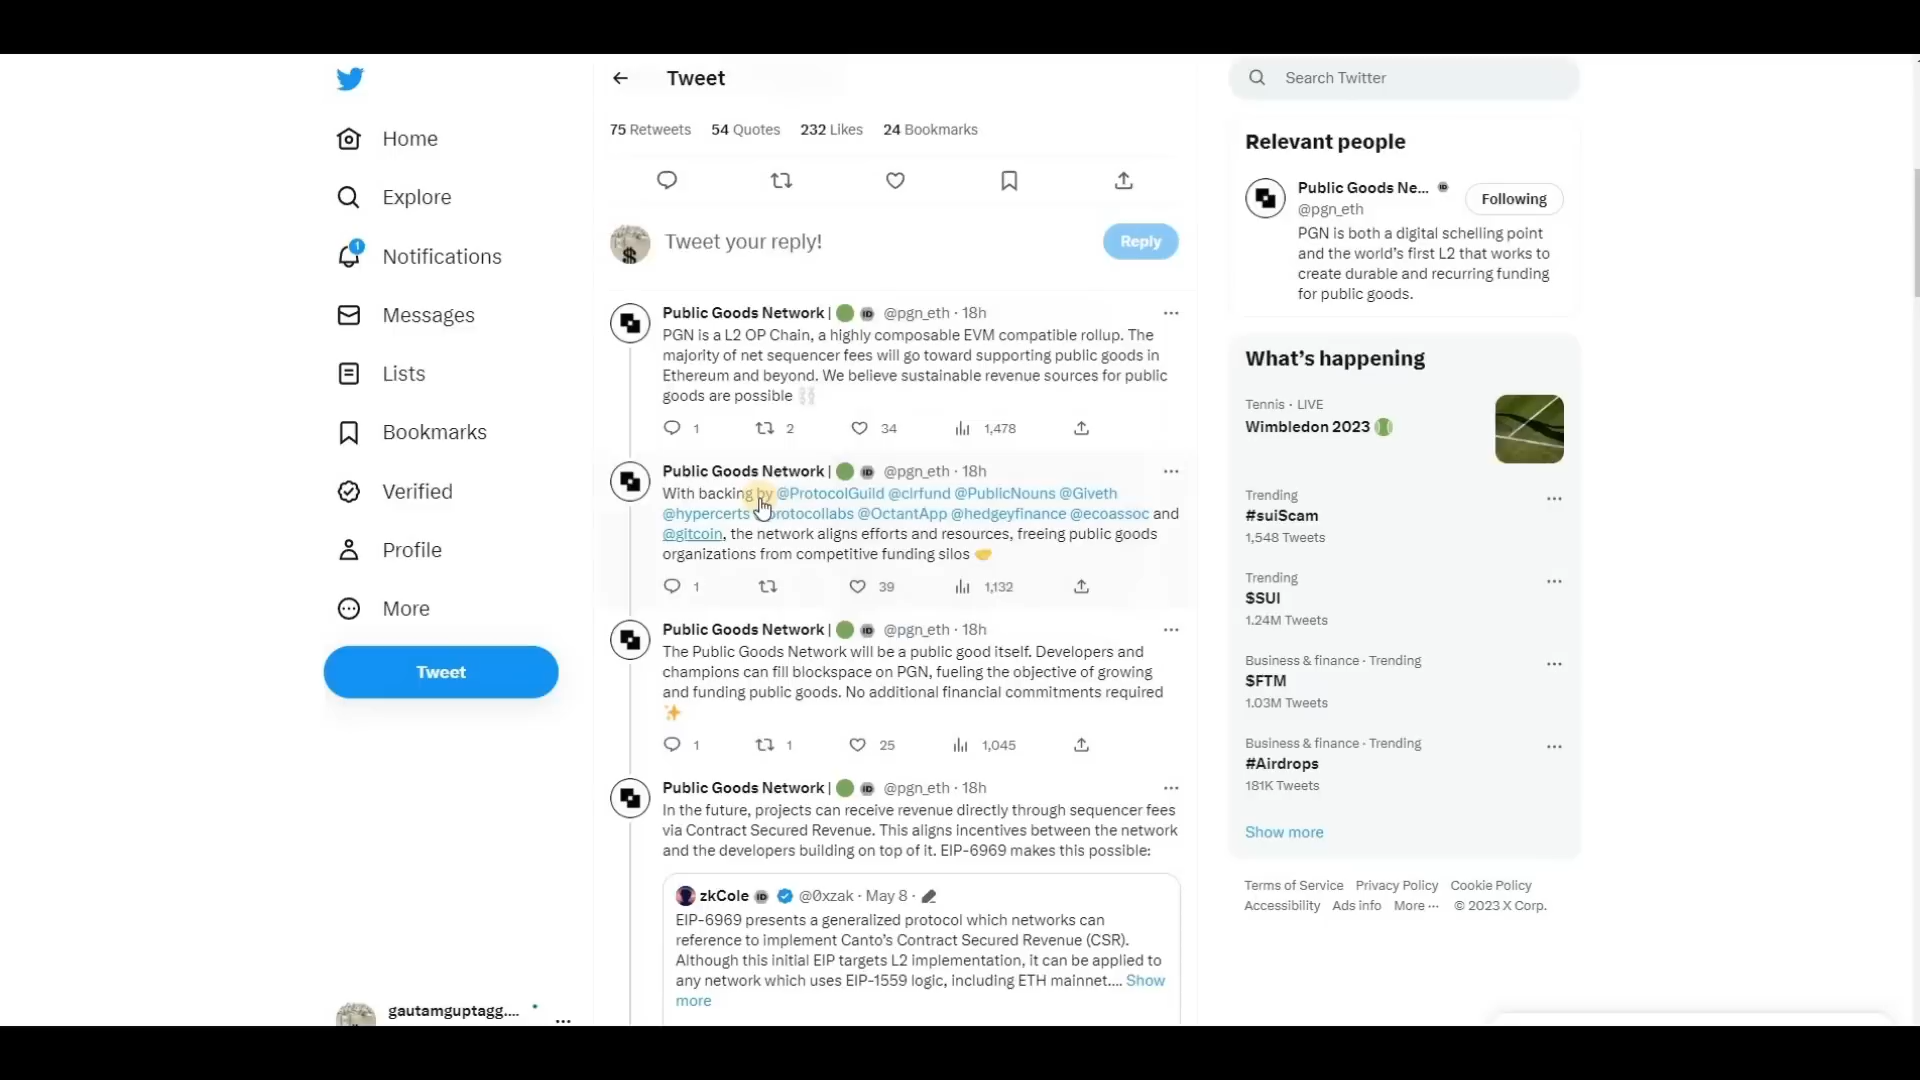 Tweet
Search Twitter
75 Retweets 54 Quotes 232 Likes 24 Bookmarks
Home
Explore
1
Notifications
Messages
Lists
Bookmarks
Verified
Profile
More
Tweet
Tweet your reply!
Reply
Public Goods Network | @pgn_eth · 18h
PGN is a L2 OP Chain, a highly composable EVM compatible rollup. The
majority of net sequencer fees will go toward supporting public goods in
Ethereum and beyond. We believe sustainable revenue sources for public
goods are possible
1 2 34 1,478
Public Goods Network | @pgn_eth · 18h
With backing by @ProtocolGuild @clrfund @PublicNouns @Giveth
@hypercerts protocollabs @OctantApp @hedgeyfinance @ecoassoc and
@gitcoin, the network aligns efforts and resources, freeing public goods
organizations from competitive funding silos
1 39 1,132
Public Goods Network | @pgn_eth · 18h
The Public Goods Network will be a public good itself. Developers and
champions can fill blockspace on PGN, fueling the objective of growing
and funding public goods. No additional financial commitments required
1 1 25 1,045
Public Goods Network | @pgn_eth · 18h
In the future, projects can receive revenue directly through sequencer fees
via Contract Secured Revenue. This aligns incentives between the network
and the developers building on top of it. EIP-6969 makes this possible:
zkCole @0xzak · May 8 ·
EIP-6969 presents a generalized protocol which networks can
reference to implement Canto's Contract Secured Revenue (CSR).
Although this initial EIP targets L2 implementation, it can be applied to
any network which uses EIP-1559 logic, including ETH mainnet.... Show
more
Relevant people
Public Goods Ne...
Following
@pgn_eth
PGN is both a digital schelling point
and the world's first L2 that works to
create durable and recurring funding
for public goods.
What's happening
Tennis · LIVE
Wimbledon 2023
Trending
#suiScam
1,548 Tweets
Trending
$SUI
1.24M Tweets
Business & finance · Trending
$FTM
1.03M Tweets
Business & finance · Trending
#Airdrops
181K Tweets
Show more
Terms of Service Privacy Policy Cookie Policy
Accessibility Ads info More ··· © 2023 X Corp.
gautamguptagg....